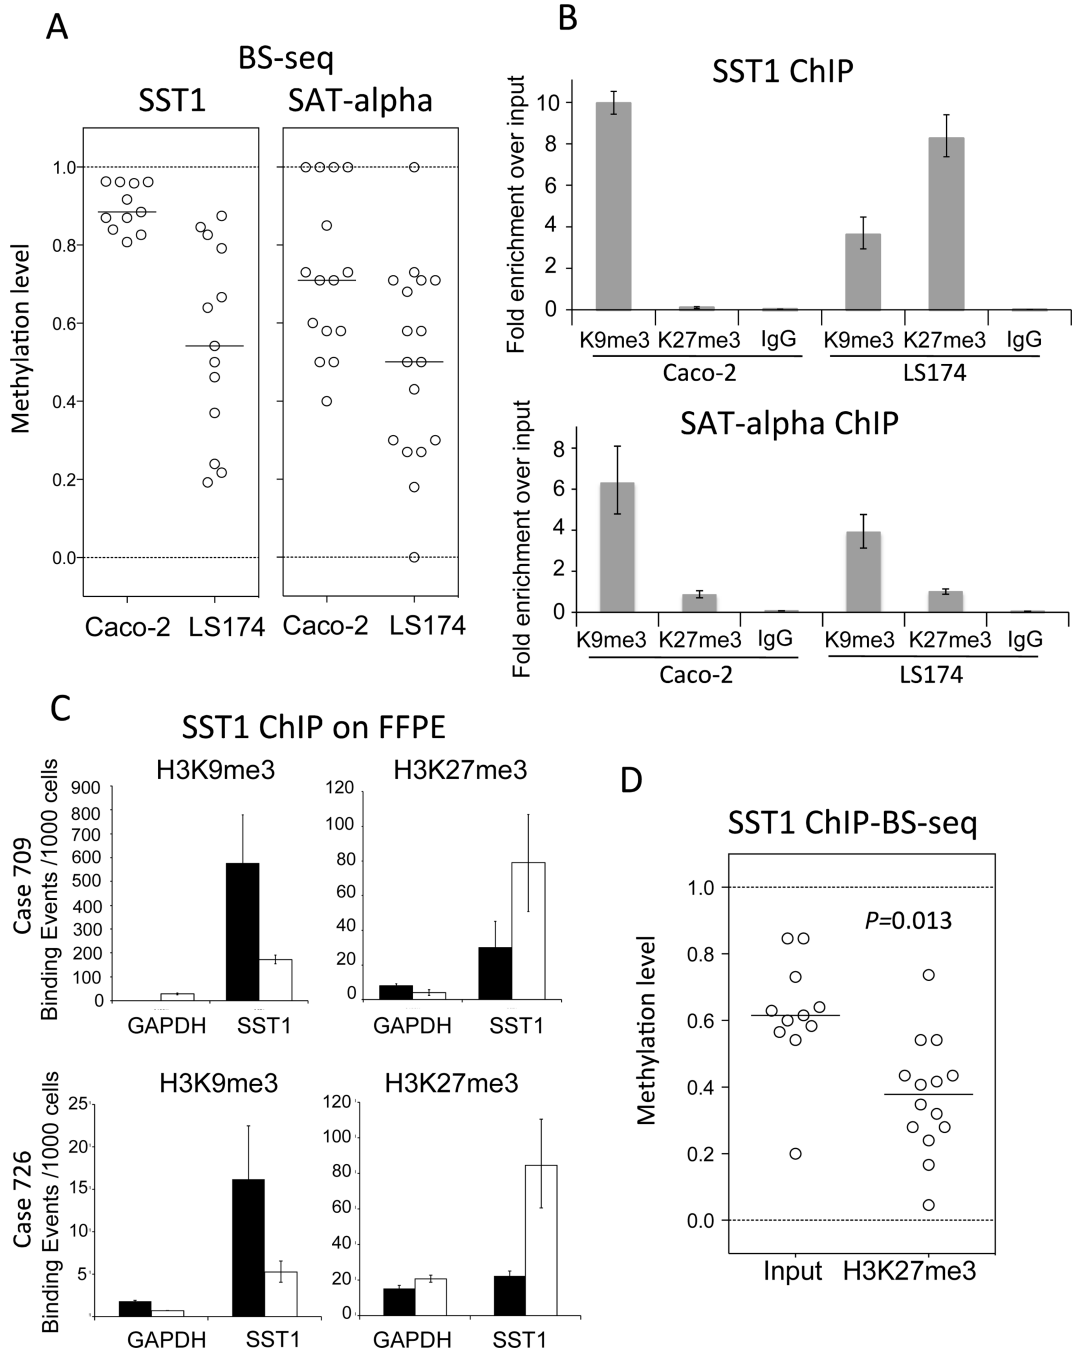 A
BS-seq
SST1 SAT-alpha
Methylation level
1.0
0.8
0.6
0.4
0.2
0.0
Caco-2 LS174 Caco-2 LS174
B
SST1 ChIP
Fold enrichment over input
10
8
6
4
2
0
K9me3 K27me3 IgG K9me3 K27me3 IgG
Caco-2 LS174
SAT-alpha ChIP
Fold enrichment over input
8
6
4
2
0
K9me3 K27me3 IgG K9me3 K27me3 IgG
Caco-2 LS174
C
SST1 ChIP on FFPE
H3K9me3
Case 709
Binding Events /1000 cells
900
800
700
600
500
400
300
200
100
0
GAPDH SST1
H3K27me3
120
80
60
40
20
0
GAPDH SST1
H3K9me3
Case 726
Binding Events /1000 cells
25
20
15
10
5
GAPDH SST1
H3K27me3
120
100
80
60
40
20
0
GAPDH SST1
D
SST1 ChIP-BS-seq
P=0.013
Methylation level
1.0
0.8
0.6
0.4
0.2
0.0
Input H3K27me3